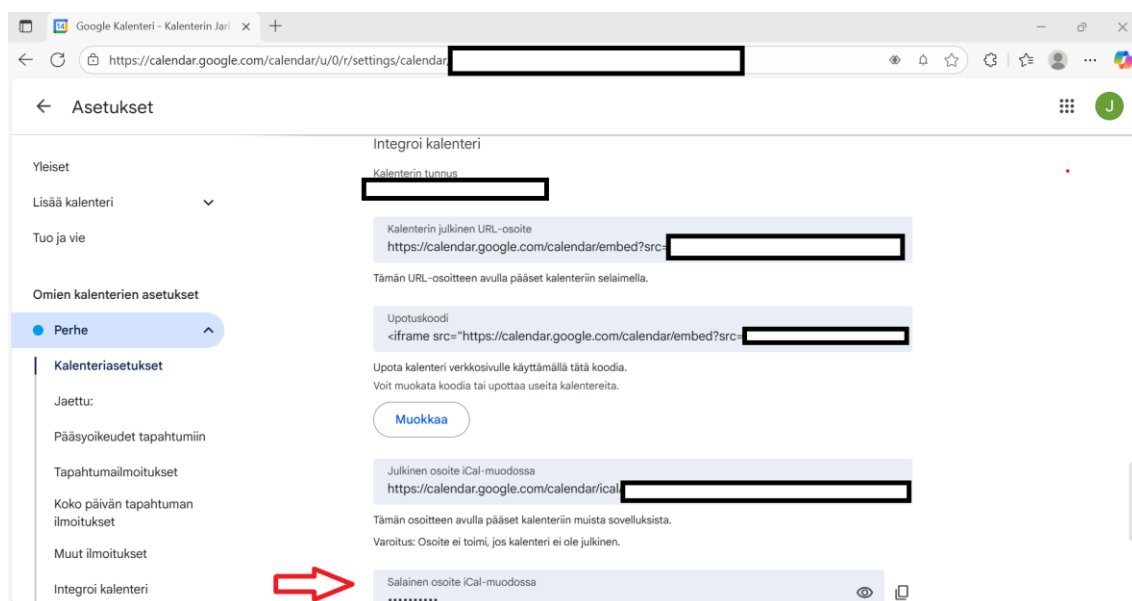 Google Kalenteri - Kalenterin Jari
https://calendar.google.com/calendar/u/0/r/settings/calendar
Asetukset
J
Yleiset
Lisää kalenteri
Tuo ja vie
Omien kalenterien asetukset
Perhe
Kalenteriasetukset
Jaettu:
Pääsyoikeudet tapahtumiin
Tapahtumailmoitukset
Koko päivän tapahtuman
ilmoitukset
Muut ilmoitukset
Integroi kalenteri
Integroi kalenteri
Kalenterin tunnus
Kalenterin julkinen URL-osoite
https://calendar.google.com/calendar/embed?src=
Tämän URL-osoitteen avulla pääset kalenteriin selaimella.
Upotuskoodi
<iframe src="https://calendar.google.com/calendar/embed?src=
Upota kalenteri verkkosivulle käyttämällä tätä koodia.
Voit muokata koodia tai upottaa useita kalentereita.
Muokkaa
Julkinen osoite iCal-muodossa
https://calendar.google.com/calendar/ical/
Tämän osoitteen avulla pääset kalenteriin muista sovelluksista.
Varoitus: Osoite ei toimi, jos kalenteri ei ole julkinen.
Salainen osoite iCal-muodossa
••••••••••